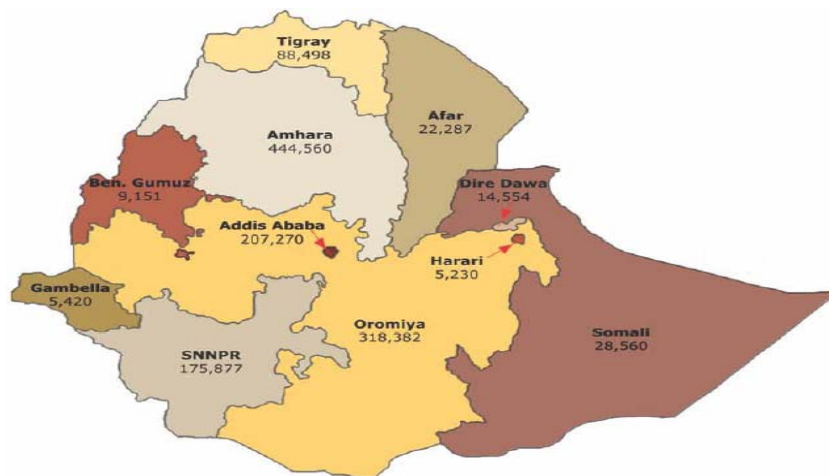 Tigray
88,498
Afar
22,287
Amhara
444,560
Ben. Gumuz
9,151
Dire Dawa
14,554
Addis Ababa
207,270
Harari
5,230
Gambella
5,420
Oromiya
318,382
Somali
28,560
SNNPR
175,877